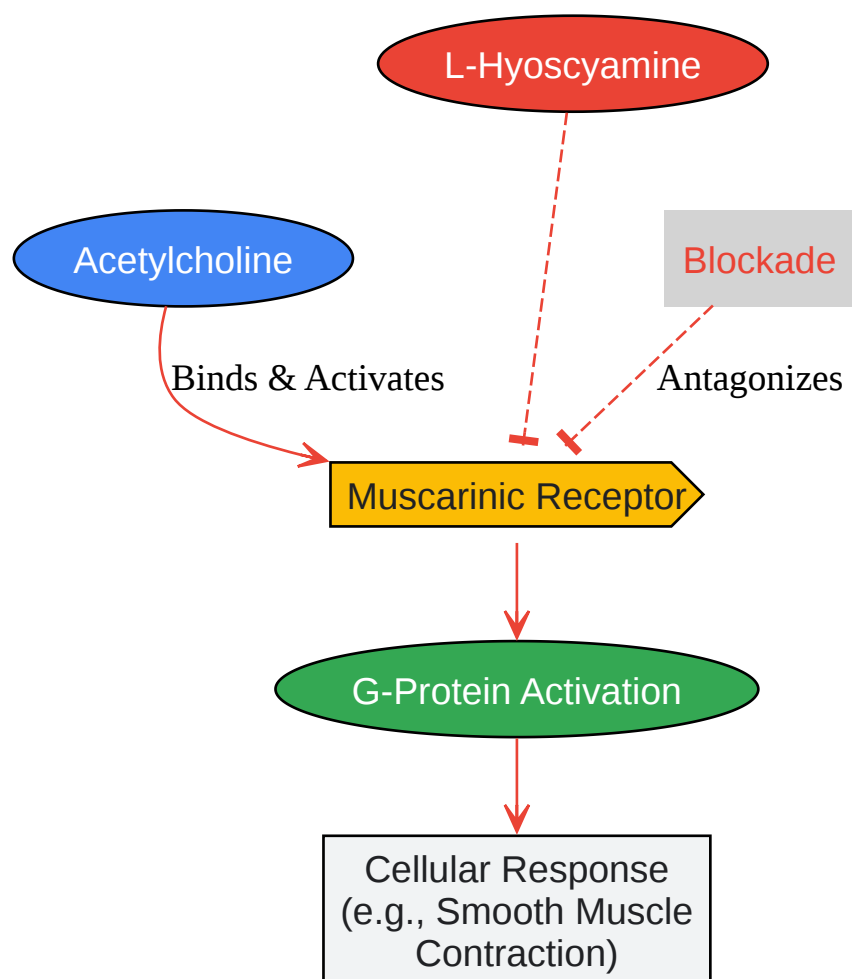 L-Hyoscyamine
Acetylcholine
Blockade
Binds & Activates
Antagonizes
Muscarinic Receptor
G-Protein Activation
Cellular Response
(e.g., Smooth Muscle
Contraction)